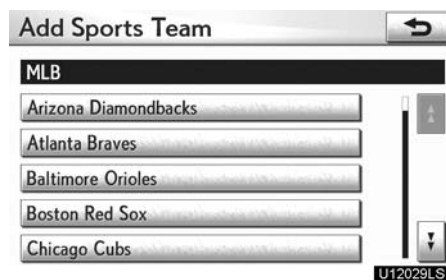 Add Sports Team
MLB
Arizona Diamondbacks
Atlanta Braves
Baltimore Orioles
Boston Red Sox
Chicago Cubs
U12029LS